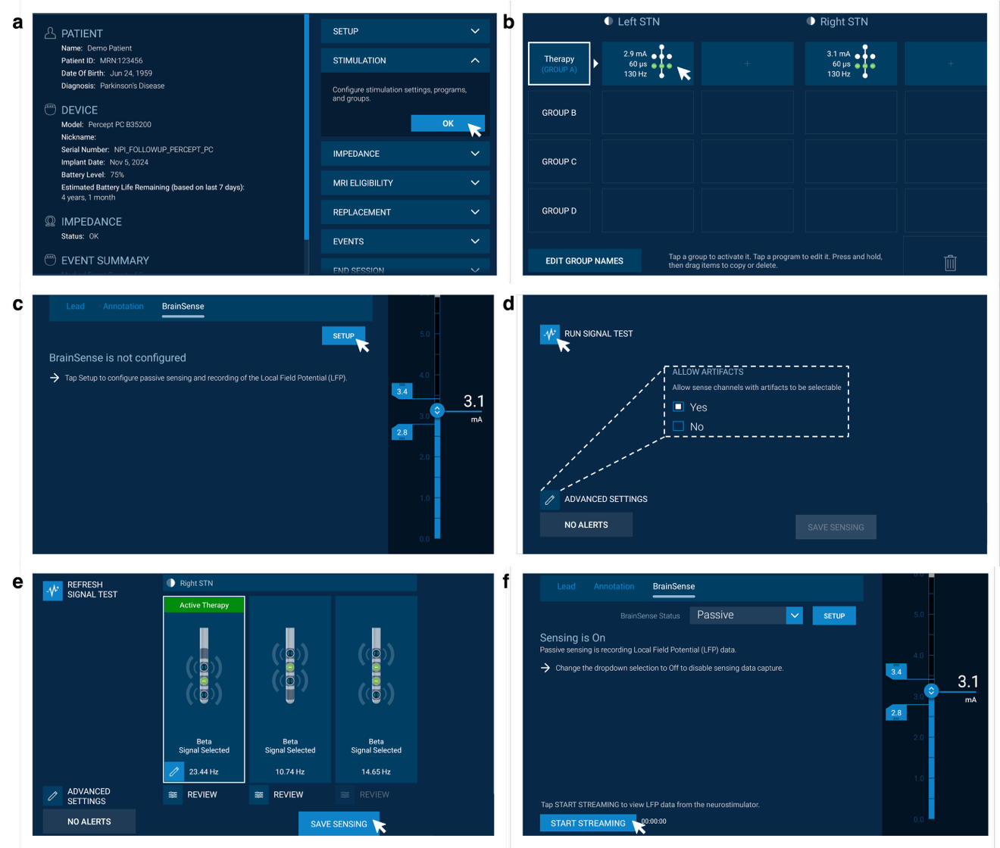 a
PATIENT
Name: Demo Patient
Patient ID: MRN:123456
Date Of Birth: Jun 24, 1959
Diagnosis: Parkinson's Disease
DEVICE
Model: Percept PC B35200
Nickname:
Serial Number: NPI_FOLLOWUP_PERCEPT_PC
Implant Date: Nov 5, 2024
Battery Level: 75%
Estimated Battery Life Remaining (based on last 7 days):
4 years, 1 month
IMPEDANCE
Status: OK
EVENT SUMMARY
SETUP
STIMULATION
Configure stimulation settings, programs,
and groups.
OK
IMPEDANCE
MRI ELIGIBILITY
REPLACEMENT
EVENTS
END SESSION
b
Left STN
Right STN
Therapy
(GROUP A)
2.9 mA
60 µs
130 Hz
+
3.1 mA
60 µs
130 Hz
+
GROUP B
GROUP C
GROUP D
EDIT GROUP NAMES
Tap a group to activate it. Tap a program to edit it. Press and hold,
then drag items to copy or delete.
c
Lead Annotation BrainSense
SETUP
BrainSense is not configured
Tap Setup to configure passive sensing and recording of the Local Field Potential (LFP).
5.0
4.0
3.4
3.1
mA
3.0
2.8
2.0
1.0
0.0
d
RUN SIGNAL TEST
ALLOW ARTIFACTS
Allow sense channels with artifacts to be selectable
Yes
No
ADVANCED SETTINGS
NO ALERTS
SAVE SENSING
e
REFRESH
SIGNAL TEST
Right STN
Active Therapy
Beta
Signal Selected
23.44 Hz
REVIEW
Beta
Signal Selected
10.74 Hz
REVIEW
Beta
Signal Selected
14.65 Hz
REVIEW
ADVANCED
SETTINGS
NO ALERTS
SAVE SENSING
f
Lead Annotation BrainSense
BrainSense Status Passive SETUP
Sensing is On
Passive sensing is recording Local Field Potential (LFP) data.
Change the dropdown selection to Off to disable sensing data capture.
Tap START STREAMING to view LFP data from the neurostimulator.
START STREAMING 00:00:00
5.0
4.0
3.4
3.1
mA
3.0
2.8
2.0
1.0
0.0